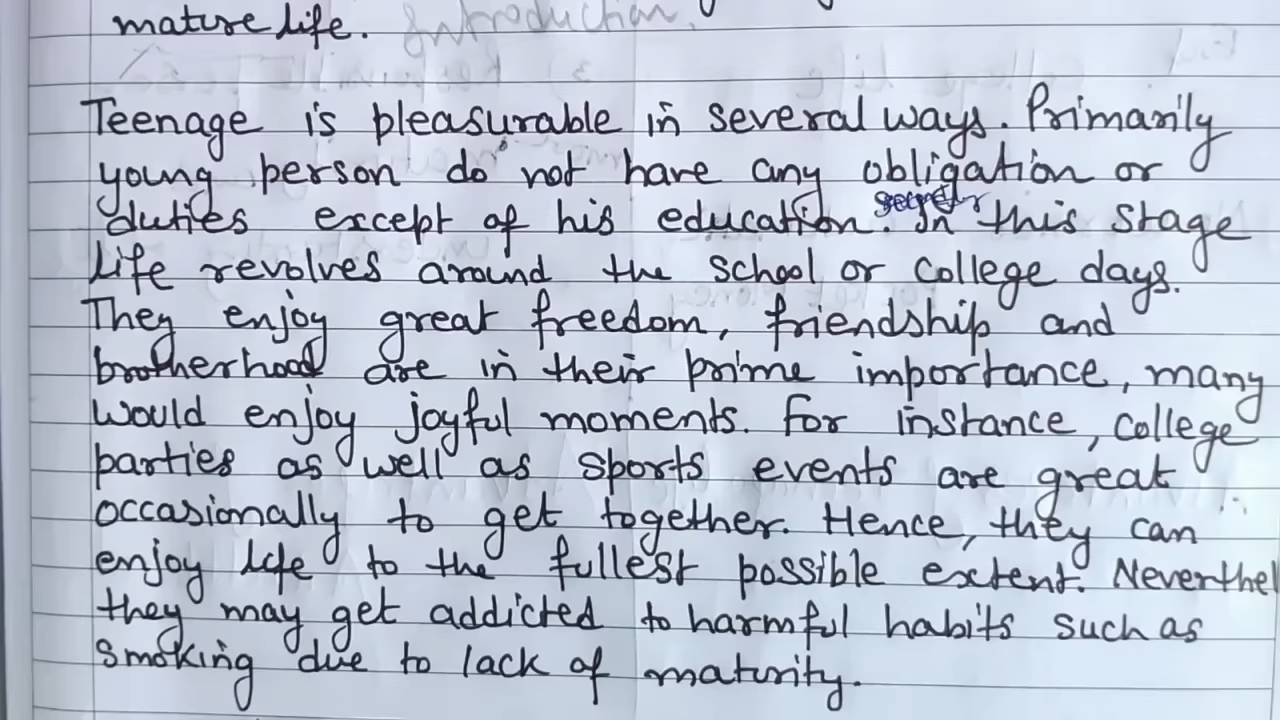 mature life. Introduction.
Teenage is pleasurable in several ways. Primarily
young person do not have any obligation or
duties except of his education. In this stage
life revolves around the school or college days.
They enjoy great freedom, friendship and
brotherhood are in their prime importance, many
would enjoy joyful moments. For instance, college
parties as well as sports events are great
occasionally to get together. Hence, they can
enjoy life to the fullest possible extent. Neverthel
they may get addicted to harmful habits such as
smoking due to lack of maturity.